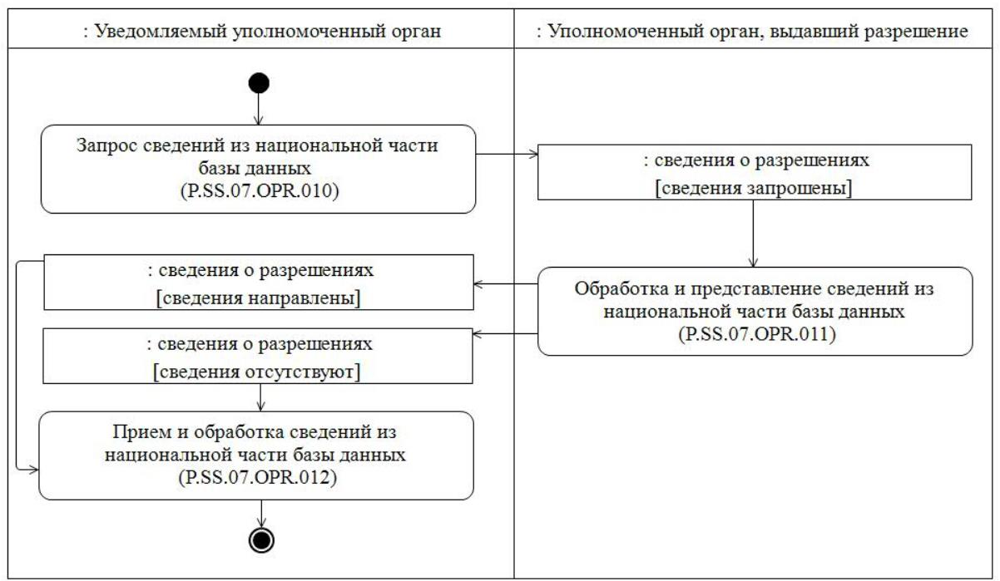 : Уведомляемый уполномоченный орган
: Уполномоченный орган, выдавший разрешение
Запрос сведений из национальной части
базы данных
(P.SS.07.OPR.010)
: сведения о разрешениях
[сведения запрошены]
: сведения о разрешениях
[сведения направлены]
Обработка и представление сведений из
национальной части базы данных
(P.SS.07.OPR.011)
: сведения о разрешениях
[сведения отсутствуют]
Прием и обработка сведений из
национальной части базы данных
(P.SS.07.OPR.012)